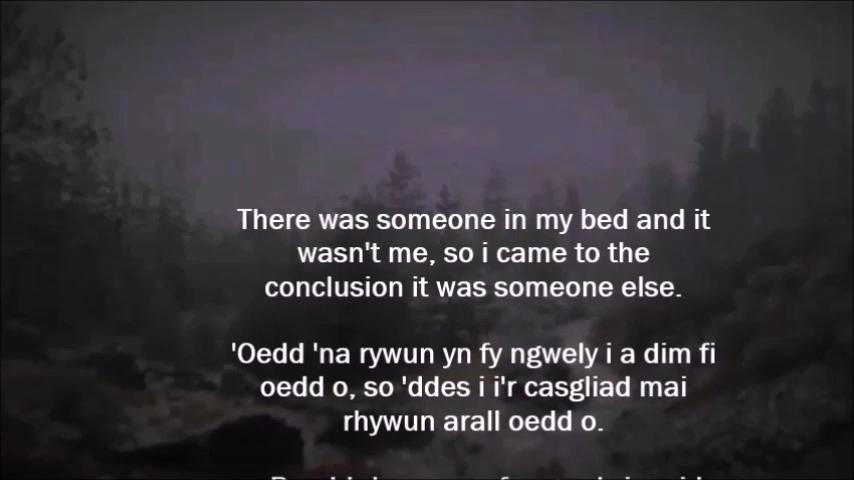 There was someone in my bed and it
wasn't me, so i came to the
conclusion it was someone else.
'Oedd 'na rywun yn fy ngwely i a dim fi
oedd o, so 'ddes i i'r casgliad mai
rhywun arall oedd o.